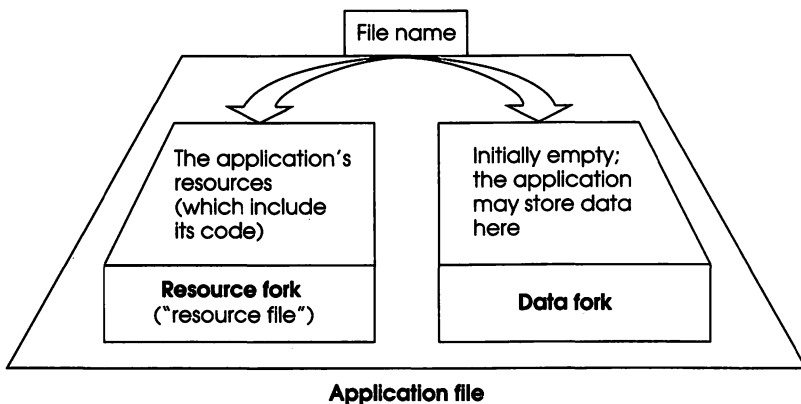 File name
The application's
resources
(which include
its code)
Initially empty;
the application
may store data
here
Resource fork
("resource file")
Data fork
Application file